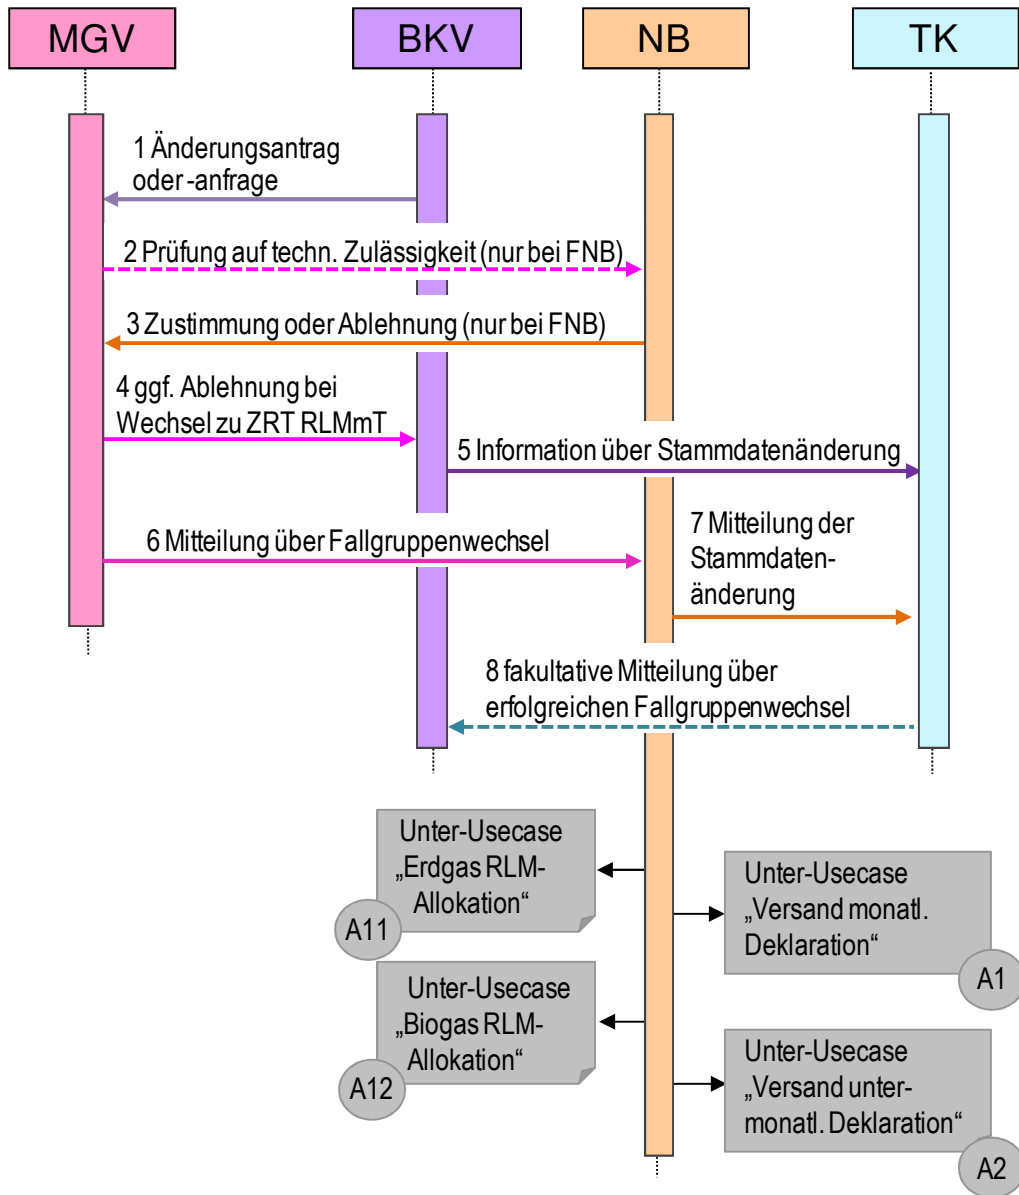 MGV
BKV
NB
TK
1 Änderungsantrag
oder -anfrage
2 Prüfung auf techn. Zulässigkeit (nur bei FNB)
3 Zustimmung oder Ablehnung (nur bei FNB)
4 ggf. Ablehnung bei
Wechsel zu ZRT RLMmT
5 Information über Stammdatenänderung
6 Mitteilung über Fallgruppenwechsel
7 Mitteilung der
Stammdaten-
änderung
8 fakultative Mitteilung über
erfolgreichen Fallgruppenwechsel
Unter-Usecase
„Erdgas RLM-
Allokation“
A11
Unter-Usecase
„Versand monatl.
Deklaration“
A1
Unter-Usecase
„Biogas RLM-
Allokation“
A12
Unter-Usecase
„Versand unter-
monatl. Deklaration“
A2